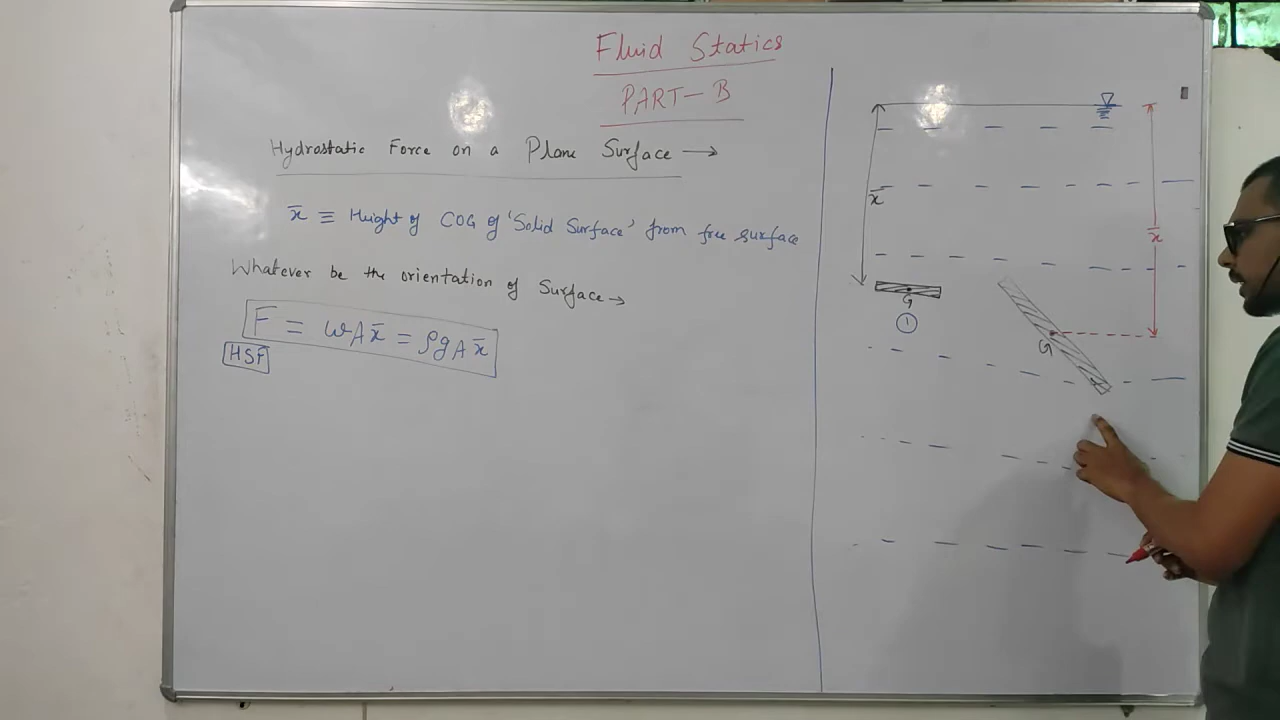 Fluid Statics
PART-B
Hydrostatic Force on a Plane Surface →
x̄ ≡ Height of COG of 'Solid Surface' from free surface
Whatever be the orientation of Surface →
F = wAx̄ = ρgAx̄
HSF
x̄
x̄
G
1
G